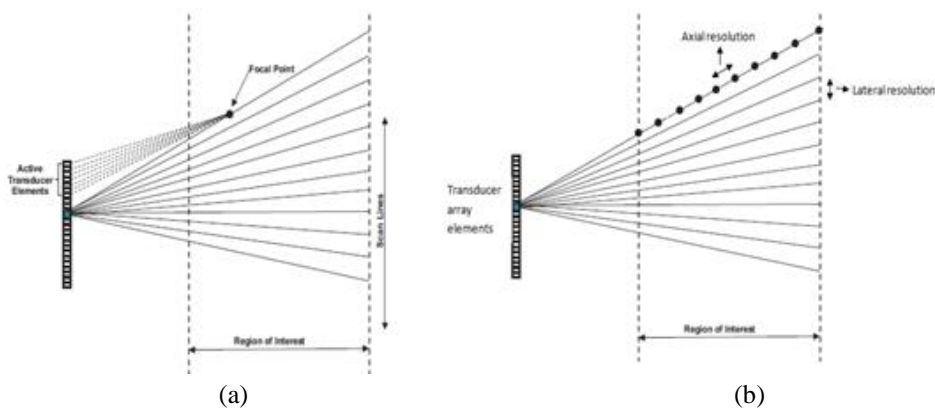 Focal Point
Active
Transducer
Elements
Scan Lines
Region of Interest
(a)
Axial resolution
Lateral resolution
Transducer
array
elements
Region of Interest
(b)